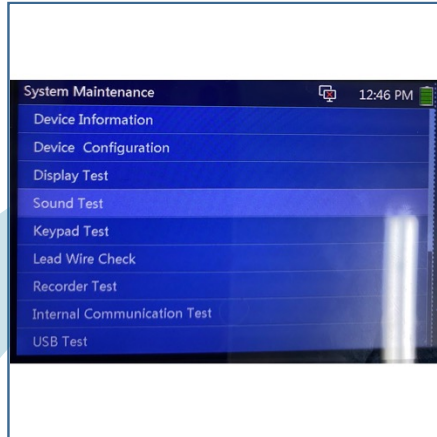 System Maintenance 12:46 PM
Device Information
Device Configuration
Display Test
Sound Test
Keypad Test
Lead Wire Check
Recorder Test
Internal Communication Test
USB Test